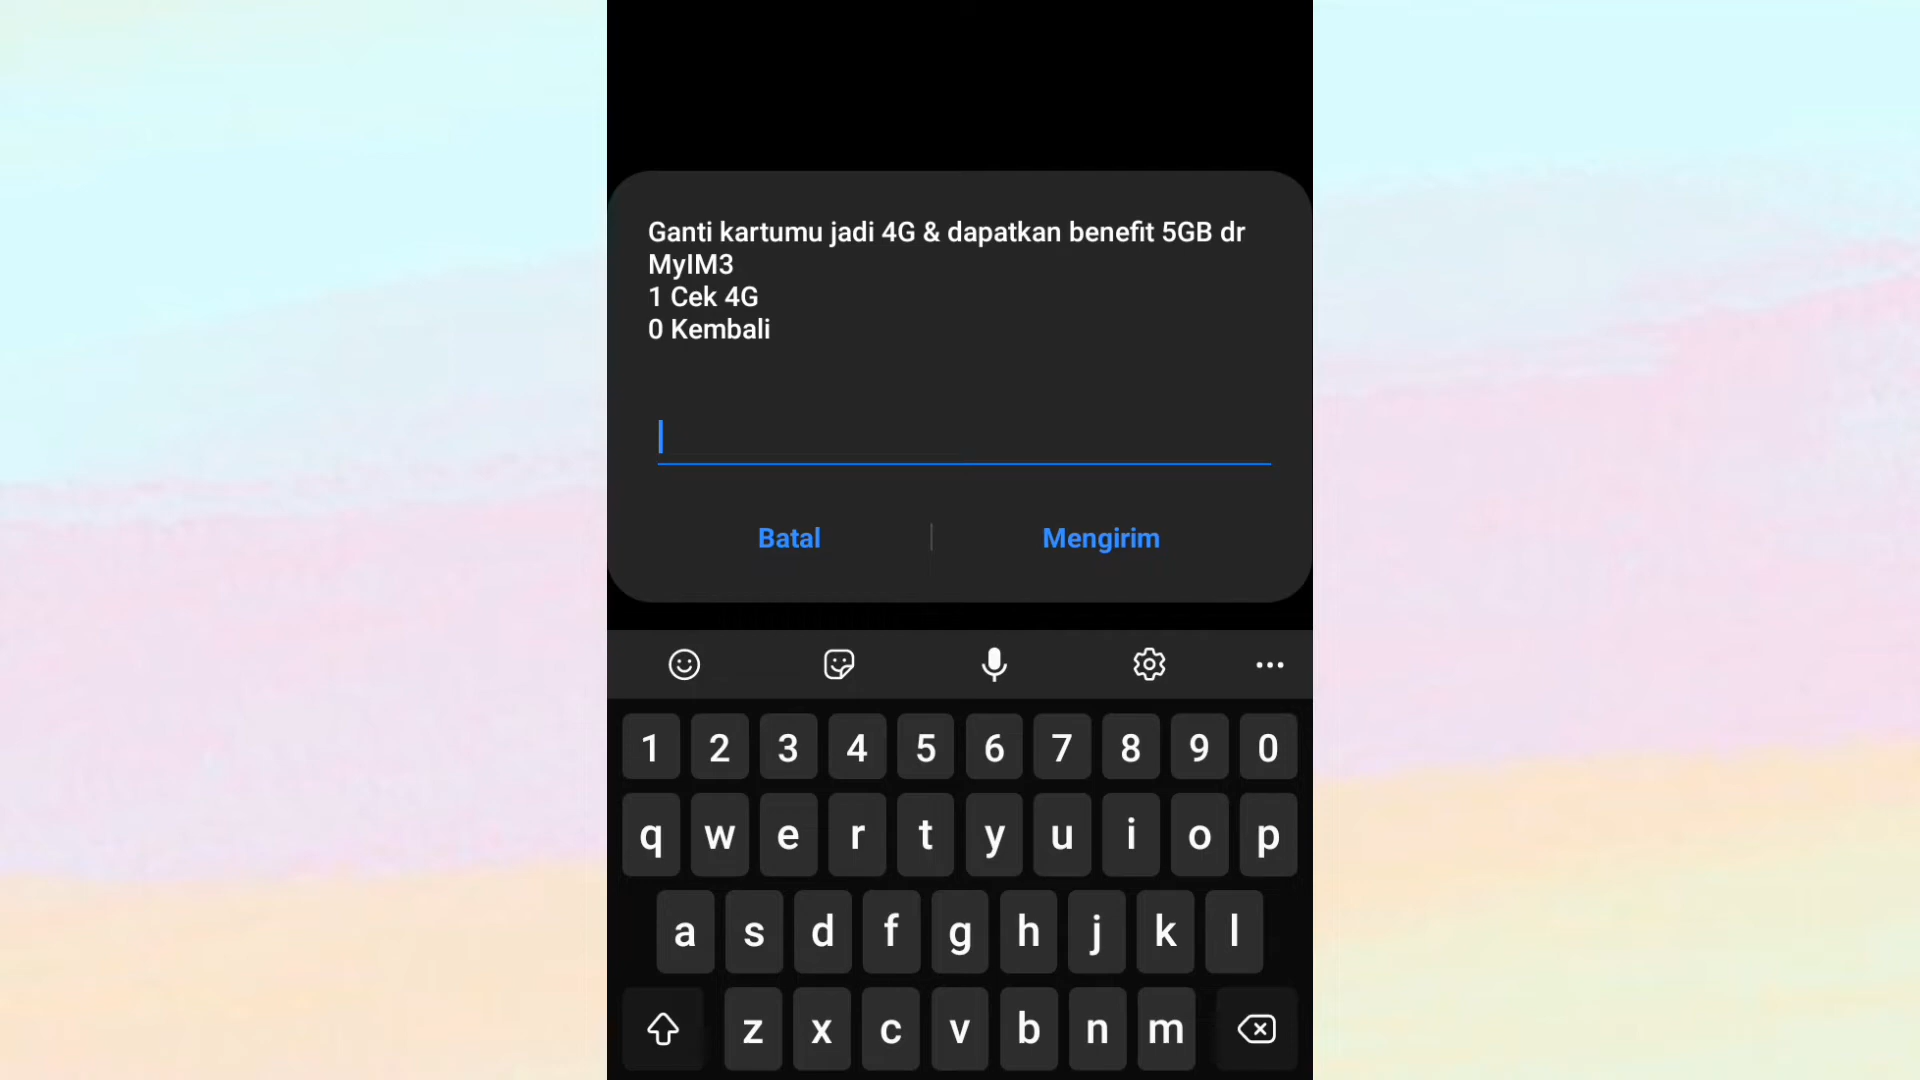 Ganti kartumu jadi 4G & dapatkan benefit 5GB dr
MyIM3
1 Cek 4G
0 Kembali
Batal
Mengirim
1 2 3 4 5 6 7 8 9 0
q w e r t y u i o p
a s d f g h j k l
z x c v b n m